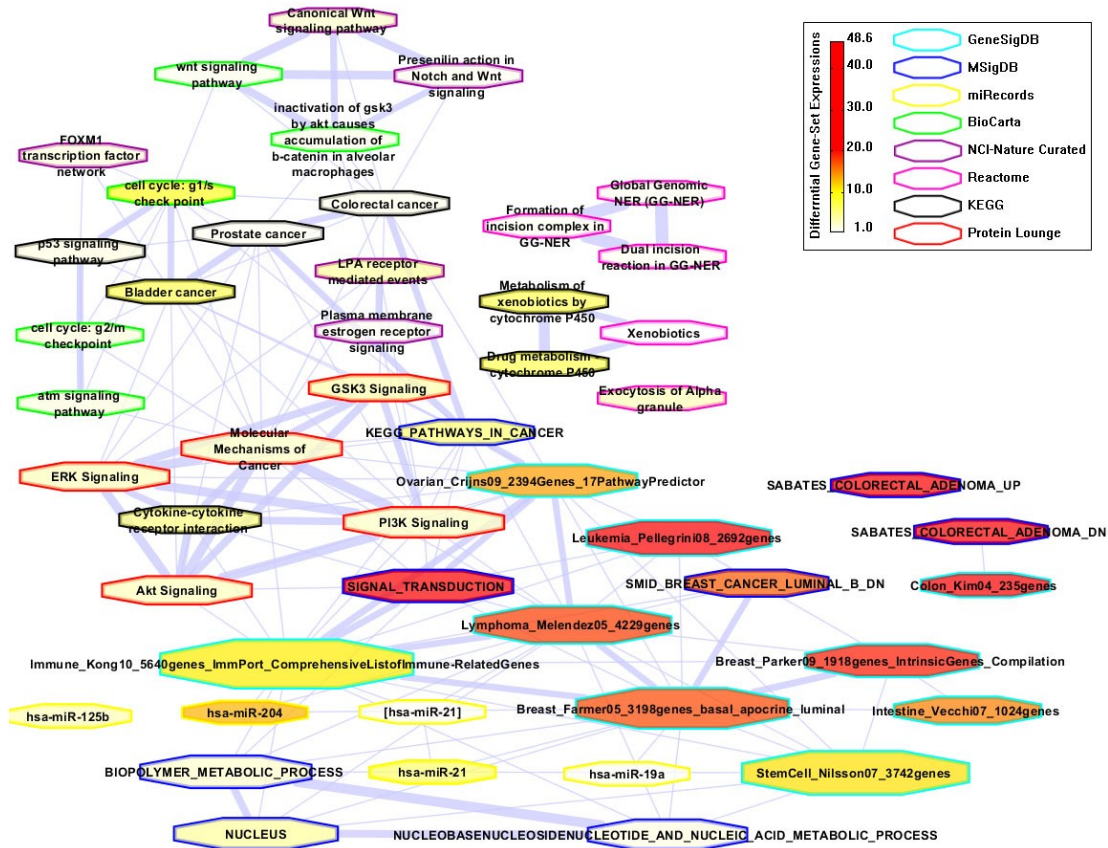 Canonical Wnt
signaling pathway
wnt signaling
pathway
Presenilin action in
Notch and Wnt
signaling
inactivation of gsk3
by akt causes
accumulation of
b-catenin in alveolar
macrophages
FOXM1
transcription factor
network
cell cycle: g1/s
check point
Colorectal cancer
Prostate cancer
p53 signaling
pathway
LPA receptor
mediated events
Bladder cancer
Plasma membrane
estrogen receptor
signaling
cell cycle: g2/m
checkpoint
atm signaling
pathway
GSK3 Signaling
Molecular
Mechanisms of
Cancer
KEGG_PATHWAYS_IN_CANCER
ERK Signaling
Ovarian_Crijns09_2394Genes_17PathwayPredictor
Cytokine-cytokine
receptor interaction
PI3K Signaling
Akt Signaling
Global Genomic
NER (GG-NER)
Formation of
incision complex in
GG-NER
Dual incision
reaction in GG-NER
Metabolism of
xenobiotics by
cytochrome P450
Xenobiotics
Drug metabolism
cytochrome P450
Exocytosis of Alpha
granule
SABATES_COLORECTAL_ADENOMA_UP
SABATES_COLORECTAL_ADENOMA_DN
Colon_Kim04_235genes
Leukemia_Pellegrini08_2692genes
SIGNAL_TRANSDUCTION
SMID_BREAST_CANCER_LUMINAL_B_DN
Lymphoma_Melendez05_4229genes
Immune_Kong10_5640genes_ImmPort_ComprehensiveListofImmune-RelatedGenes
Breast_Parker09_1918genes_IntrinsicGenes_Compilation
hsa-miR-125b
hsa-miR-204
[hsa-miR-21]
Breast_Farmer05_3198genes_basal_apocrine_luminal
Intestine_Vecchi07_1024genes
BIOPOLYMER_METABOLIC_PROCESS
hsa-miR-21
hsa-miR-19a
StemCell_Nilsson07_3742genes
NUCLEUS
NUCLEOBASENUCLEOSIDENUCLEOTIDE_AND_NUCLEIC_ACID_METABOLIC_PROCESS
Differntial Gene-Set Expressions
48.6
40.0
30.0
20.0
10.0
1.0
GeneSigDB
MSigDB
miRecords
BioCarta
NCI-Nature Curated
Reactome
KEGG
Protein Lounge